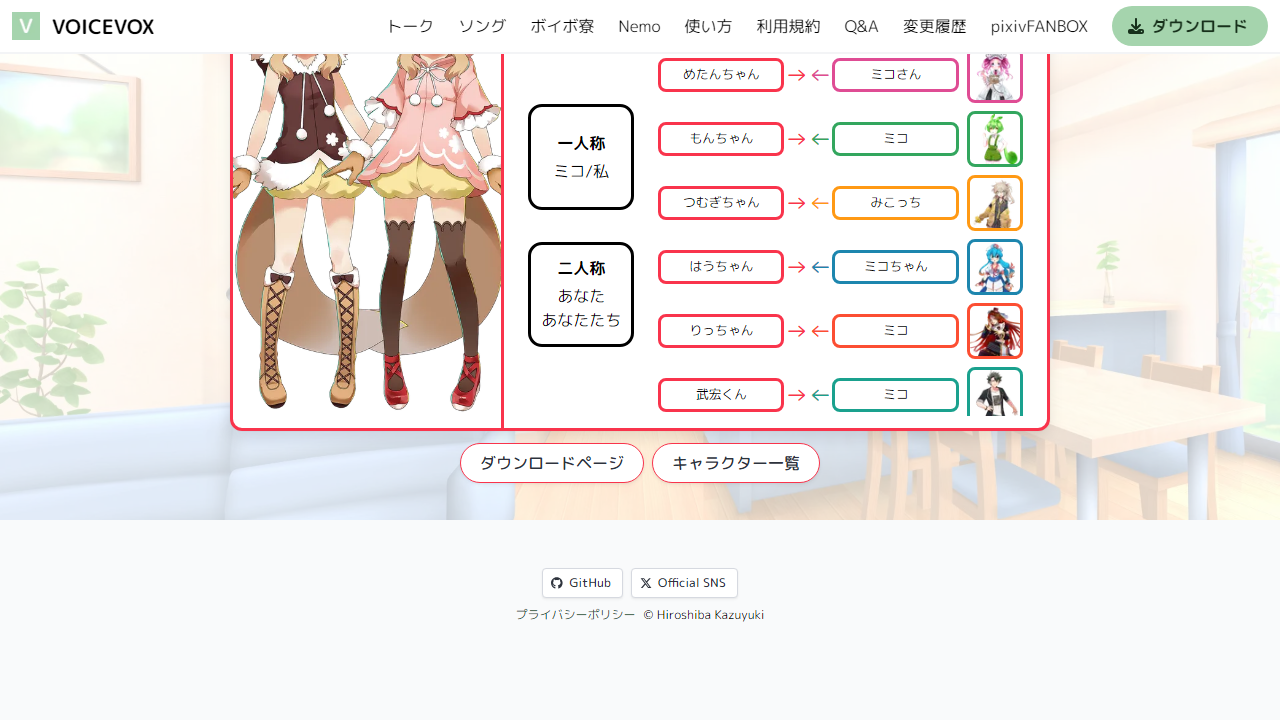 V VOICEVOX トーク ソング ボイボ寮 Nemo 使い方 利用規約 Q&A 変更履歴 pixivFANBOX ダウンロード
めたんちゃん → ← ミコさん
一人称
ミコ/私
もんちゃん → ← ミコ
つむぎちゃん → ← みこっち
二人称
あなた
あなたたち
はうちゃん → ← ミコちゃん
りっちゃん → ← ミコ
武宏くん → ← ミコ
ダウンロードページ キャラクター一覧
GitHub Official SNS
プライバシーポリシー © Hiroshiba Kazuyuki